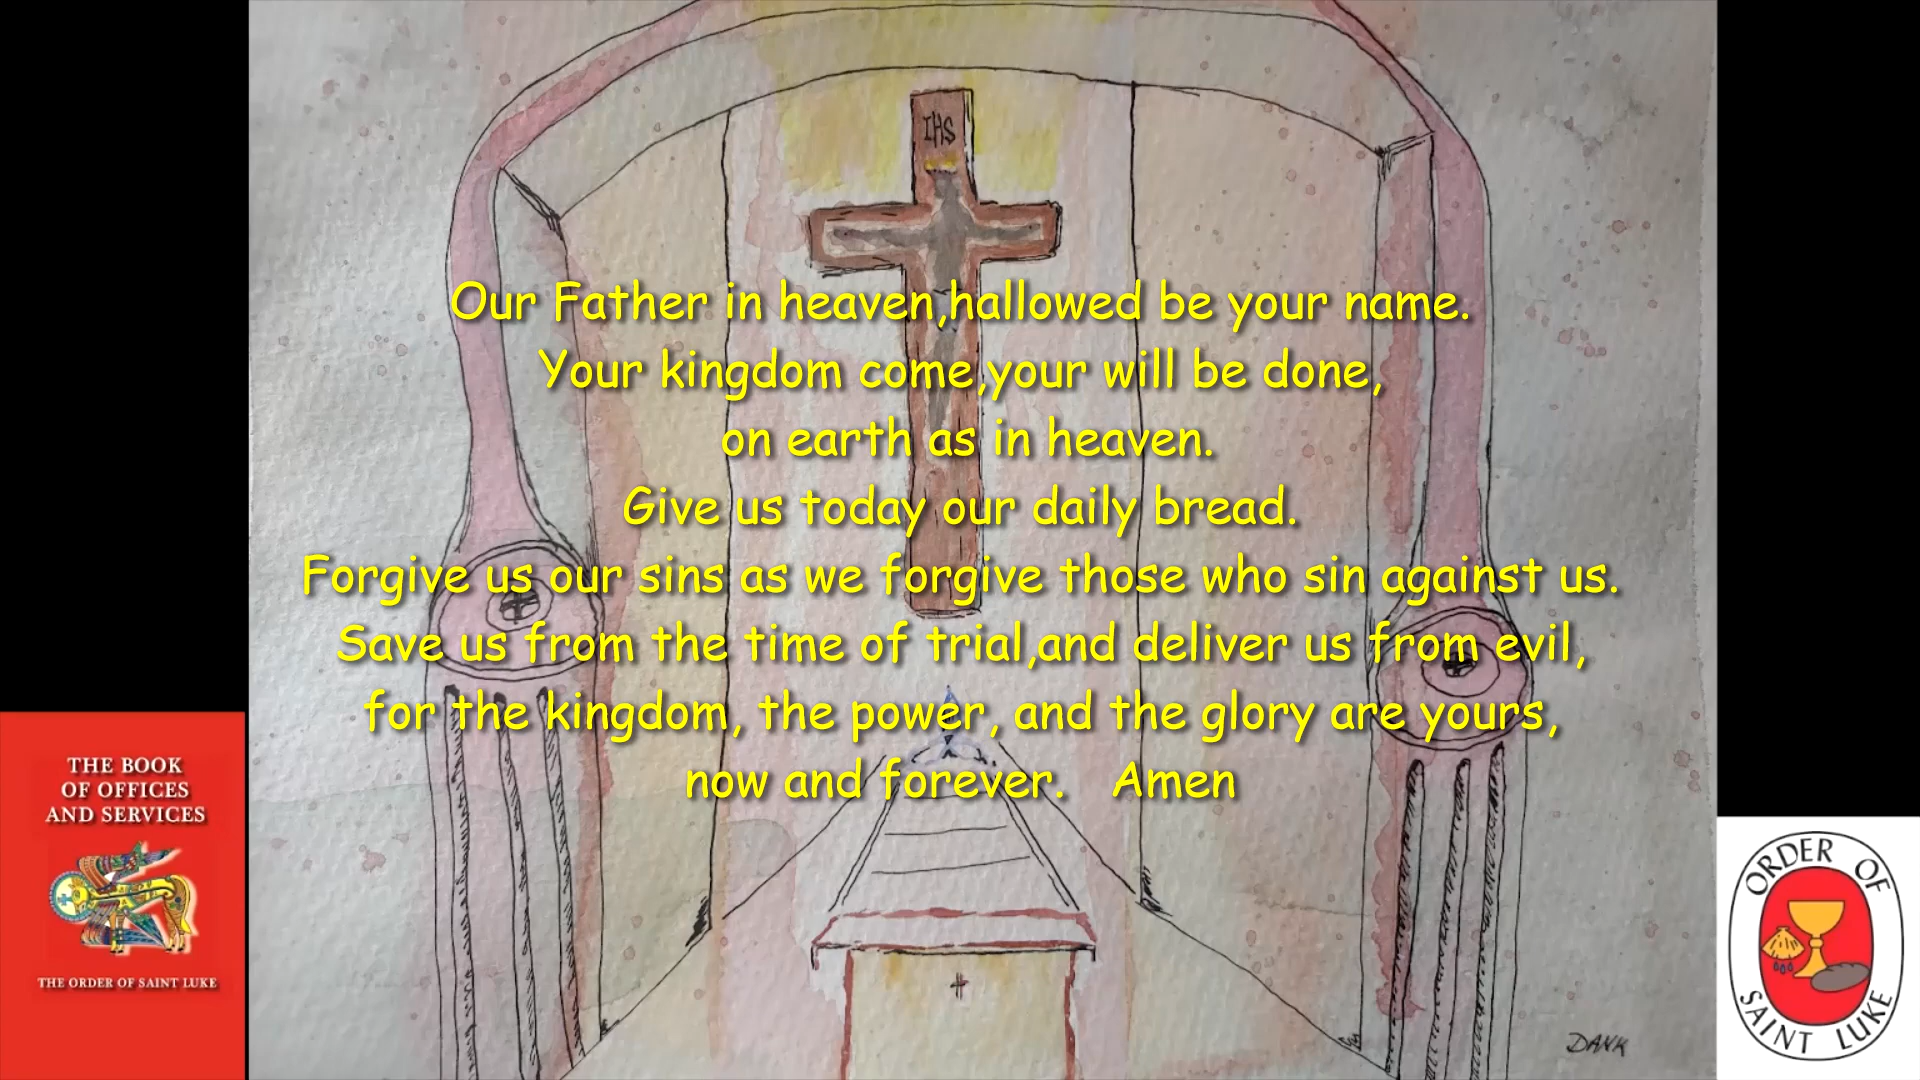 IHS
Our Father in heaven,hallowed be your name.
Your kingdom come,your will be done,
on earth as in heaven.
Give us today our daily bread.
Forgive us our sins as we forgive those who sin against us.
Save us from the time of trial,and deliver us from evil,
for the kingdom, the power, and the glory are yours,
now and forever.   Amen
THE BOOK
OF OFFICES
AND SERVICES
THE ORDER OF SAINT LUKE
ORDER OF
SAINT LUKE
DANK